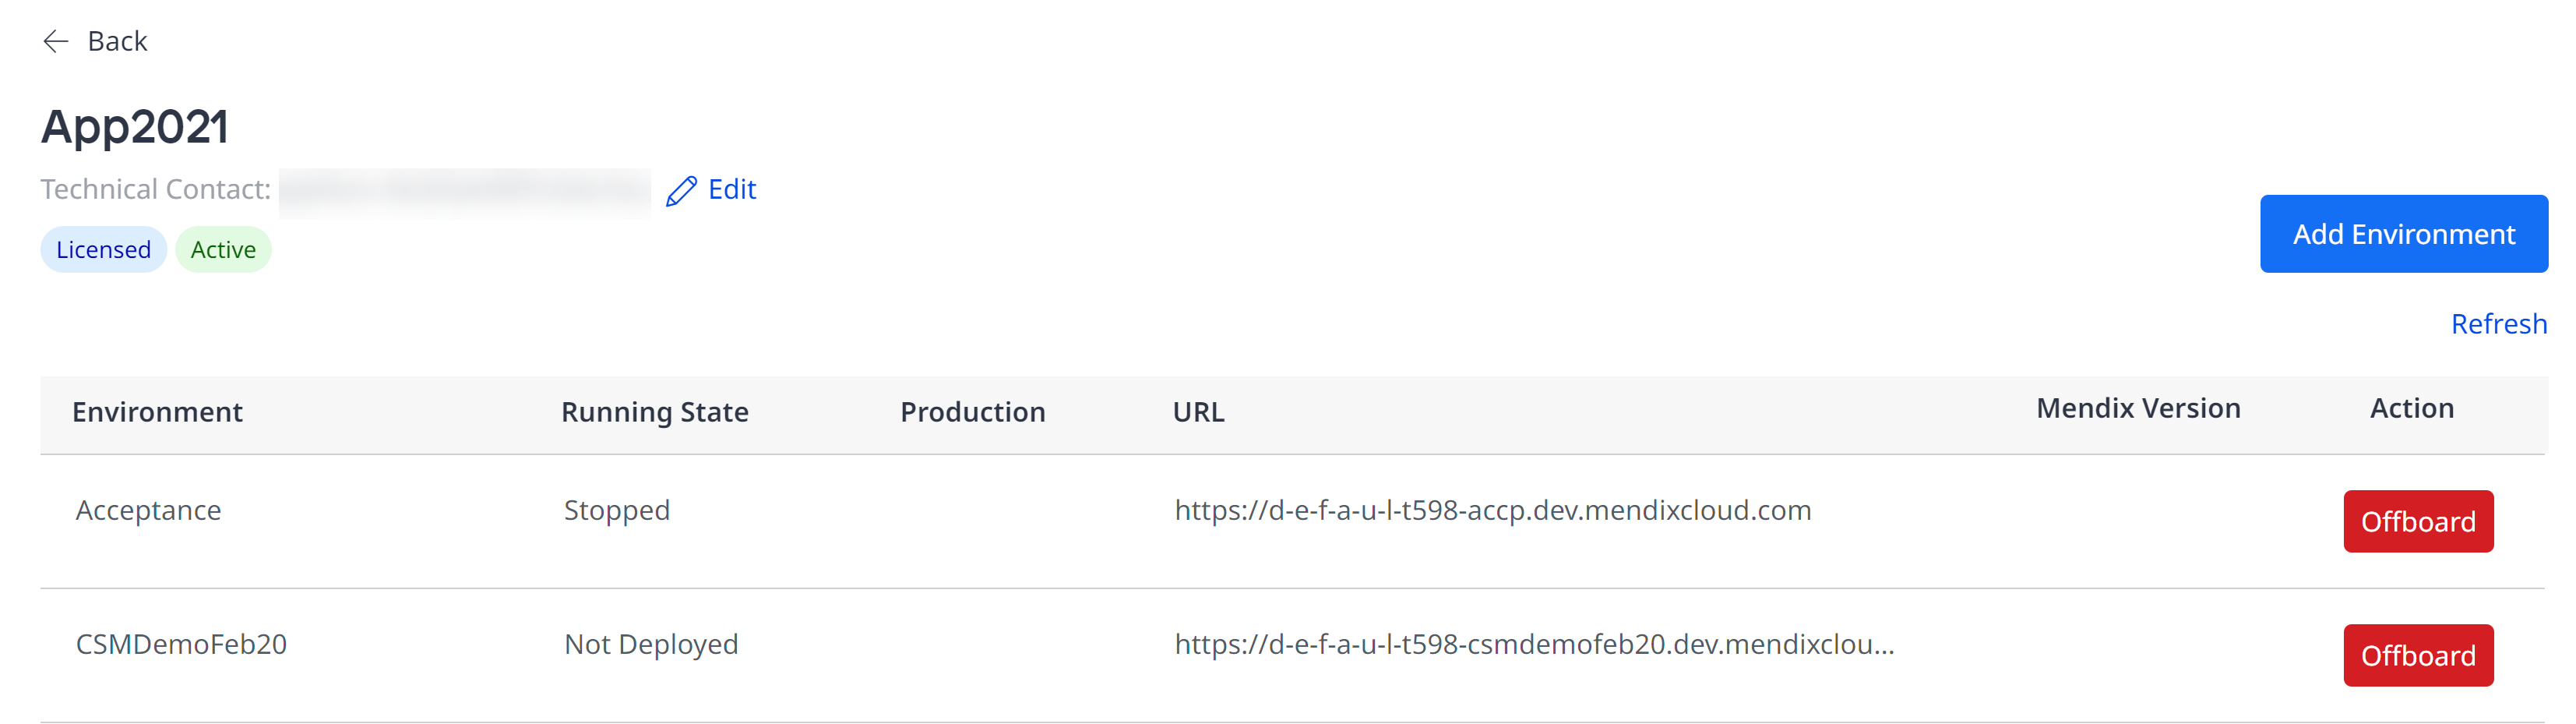 Back
App2021
Technical Contact: Edit
Licensed Active
Add Environment
Refresh
Environment Running State Production URL Mendix Version Action
Acceptance Stopped https://d-e-f-a-u-l-t598-accp.dev.mendixcloud.com Offboard
CSMDemoFeb20 Not Deployed https://d-e-f-a-u-l-t598-csmdemofeb20.dev.mendixclou... Offboard